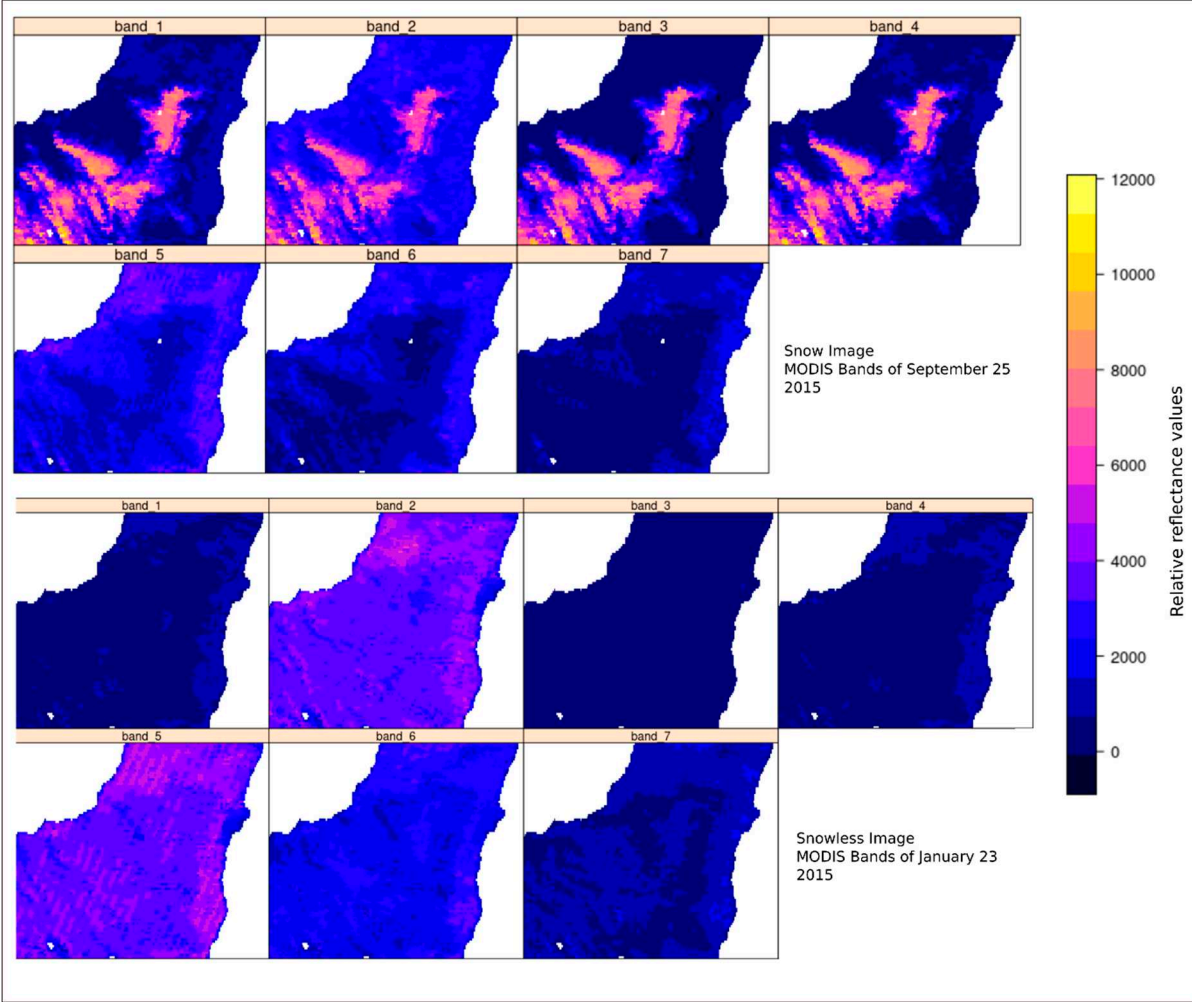 band_1 band_2 band_3 band_4
band_5 band_6 band_7
Snow Image
MODIS Bands of September 25
2015
band_1 band_2 band_3 band_4
band_5 band_6 band_7
Snowless Image
MODIS Bands of January 23
2015
12000
10000
8000
6000
4000
2000
0
Relative reflectance values